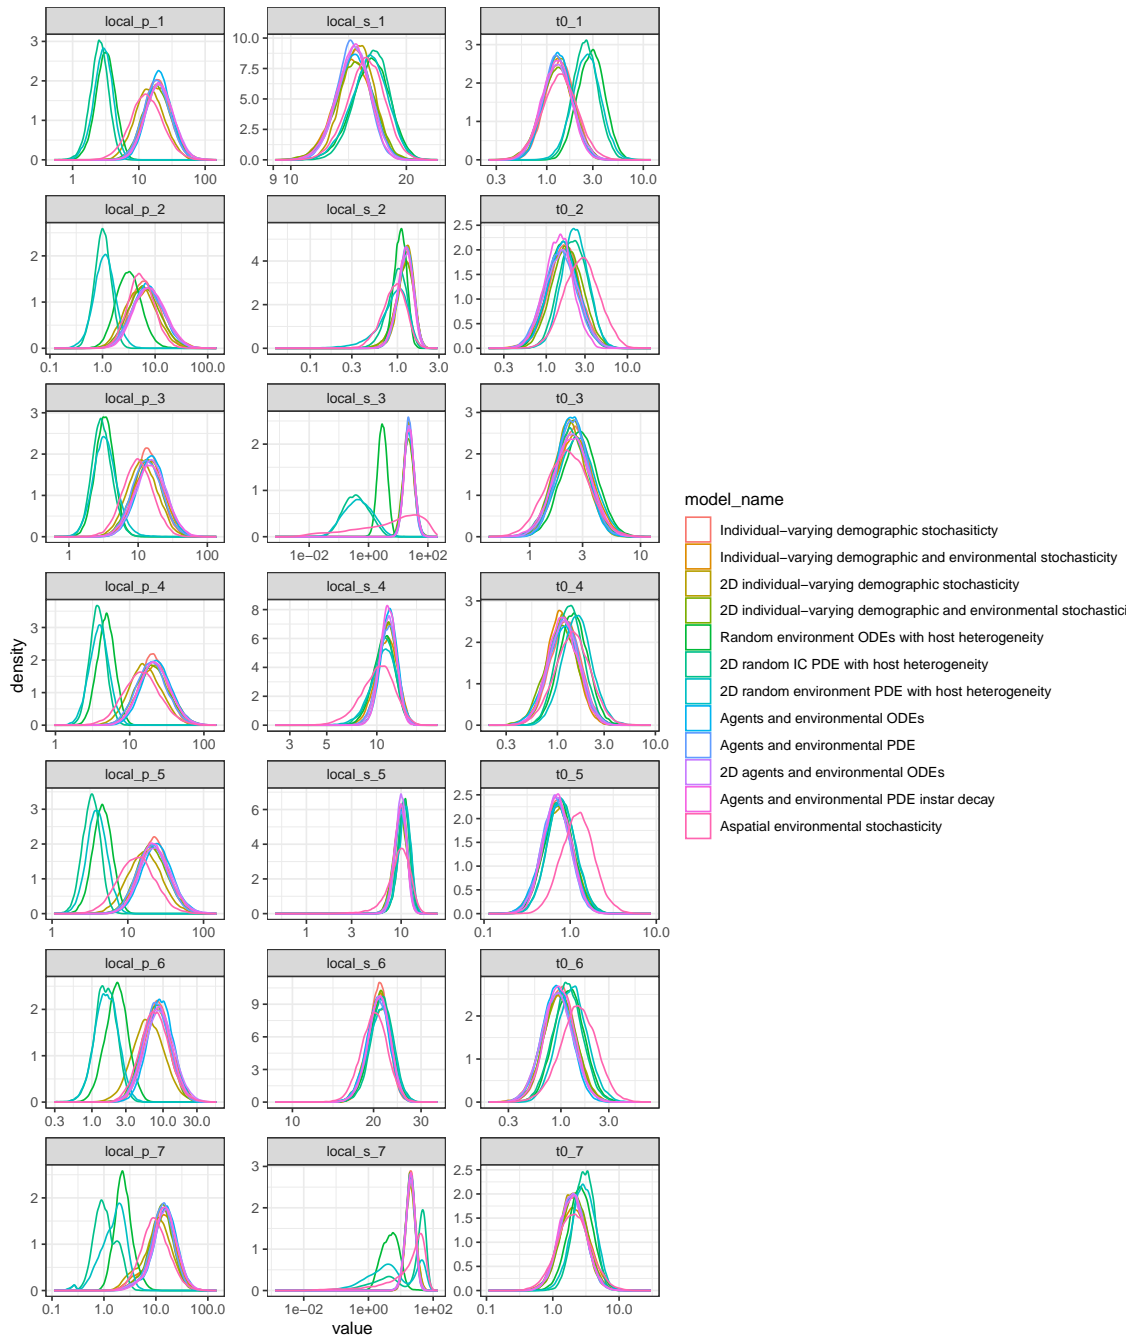 local_p_1 local_s_1 t0_1
0 1 2 3
0.0 2.5 5.0 7.5 10.0
0 1 2 3
1 10 100
9 10 20
0.3 1.0 3.0 10.0
local_p_2 local_s_2 t0_2
0 1 2
0 2 4
0.0 0.5 1.0 1.5 2.0 2.5
0.1 1.0 10.0 100.0
0.1 0.3 1.0 3.0
0.3 1.0 3.0 10.0
local_p_3 local_s_3 t0_3
0 1 2 3
0 1 2
0 1 2 3
1 10 100
1e−02 1e+00 1e+02
1 3 10
local_p_4 local_s_4 t0_4
0 1 2 3
0 2 4 6 8
0 1 2 3
1 10 100
3 5 10
0.3 1.0 3.0 10.0
local_p_5 local_s_5 t0_5
0 1 2 3
0 2 4 6
0.0 0.5 1.0 1.5 2.0 2.5
1 10 100
1 3 10
0.1 1.0 10.0
local_p_6 local_s_6 t0_6
0 1 2
0 3 6 9
0 1 2
0.3 1.0 3.0 10.0 30.0
10 20 30
0.3 1.0 3.0
local_p_7 local_s_7 t0_7
0 1 2
0 1 2 3
0.0 0.5 1.0 1.5 2.0 2.5
0.1 1.0 10.0 100.0
1e−02 1e+00 1e+02
0.1 1.0 10.0
value
density
model_name
Individual−varying demographic stochasiticty
Individual−varying demographic and environmental stochasticity
2D individual−varying demographic stochasticity
2D individual−varying demographic and environmental stochastici
Random environment ODEs with host heterogeneity
2D random IC PDE with host heterogeneity
2D random environment PDE with host heterogeneity
Agents and environmental ODEs
Agents and environmental PDE
2D agents and environmental ODEs
Agents and environmental PDE instar decay
Aspatial environmental stochasticity